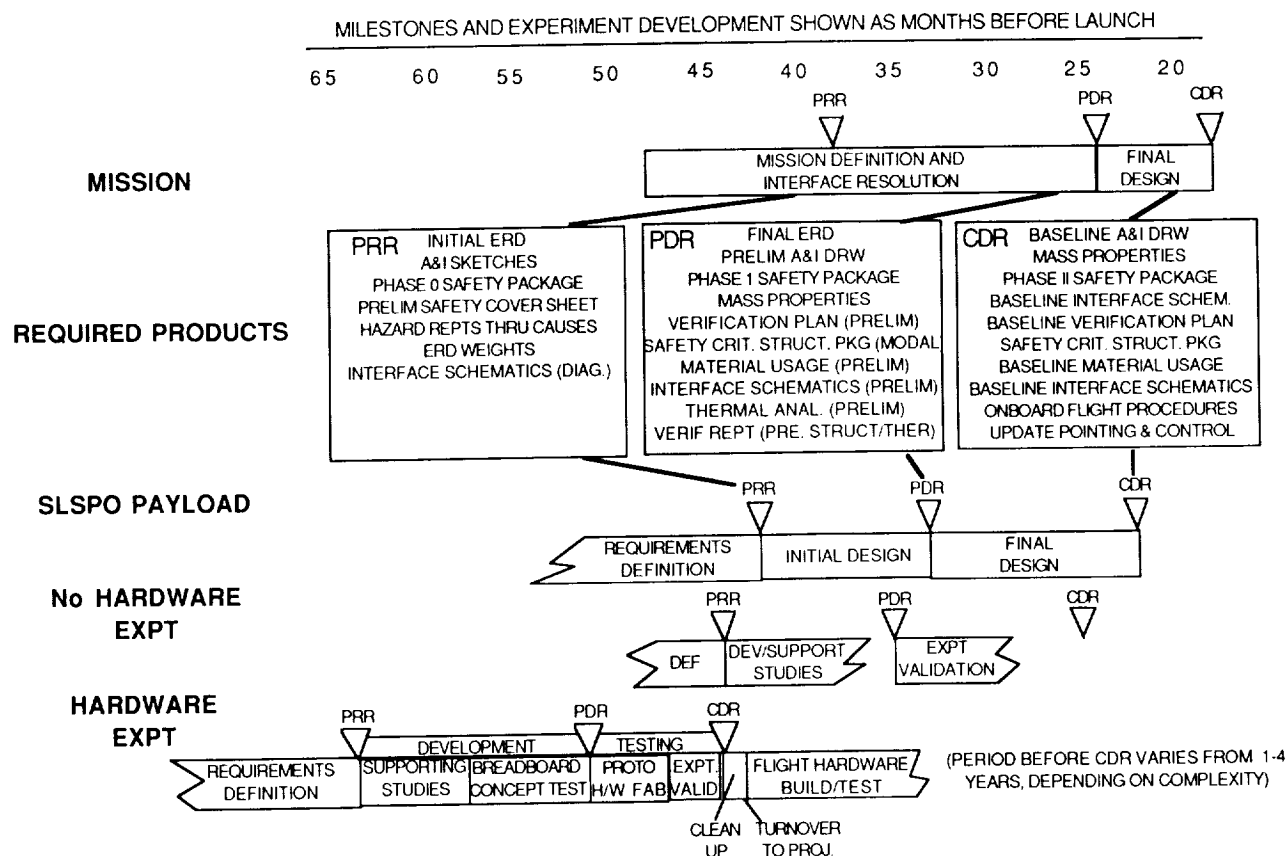 MILESTONES AND EXPERIMENT DEVELOPMENT SHOWN AS MONTHS BEFORE LAUNCH
65 60 55 50 45 40 35 30 25 20
PRR PDR CDR
MISSION
MISSION DEFINITION AND
INTERFACE RESOLUTION
FINAL
DESIGN
REQUIRED PRODUCTS
PRR INITIAL ERD
A&I SKETCHES
PHASE 0 SAFETY PACKAGE
PRELIM SAFETY COVER SHEET
HAZARD REPTS THRU CAUSES
ERD WEIGHTS
INTERFACE SCHEMATICS (DIAG.)
PDR FINAL ERD
PRELIM A&I DRW
PHASE 1 SAFETY PACKAGE
MASS PROPERTIES
VERIFICATION PLAN (PRELIM)
SAFETY CRIT. STRUCT. PKG (MODAL
MATERIAL USAGE (PRELIM)
INTERFACE SCHEMATICS (PRELIM)
THERMAL ANAL. (PRELIM)
VERIF REPT (PRE. STRUCT/THER)
CDR BASELINE A&I DRW
MASS PROPERTIES
PHASE II SAFETY PACKAGE
BASELINE INTERFACE SCHEM.
BASELINE VERIFICATION PLAN
SAFETY CRIT. STRUCT. PKG
BASELINE MATERIAL USAGE
BASELINE INTERFACE SCHEMATICS
ONBOARD FLIGHT PROCEDURES
UPDATE POINTING & CONTROL
SLSPO PAYLOAD
PRR PDR CDR
REQUIREMENTS
DEFINITION
INITIAL DESIGN
FINAL
DESIGN
No HARDWARE
EXPT
PRR PDR CDR
DEF
DEV/SUPPORT
STUDIES
EXPT
VALIDATION
HARDWARE
EXPT
PRR PDR CDR
DEVELOPMENT TESTING
REQUIREMENTS
DEFINITION
SUPPORTING
STUDIES
BREADBOARD
CONCEPT TEST
PROTO
H/W FAB
EXPT.
VALID
FLIGHT HARDWARE
BUILD/TEST
CLEAN
UP
TURNOVER
TO PROJ.
(PERIOD BEFORE CDR VARIES FROM 1-4
YEARS, DEPENDING ON COMPLEXITY)